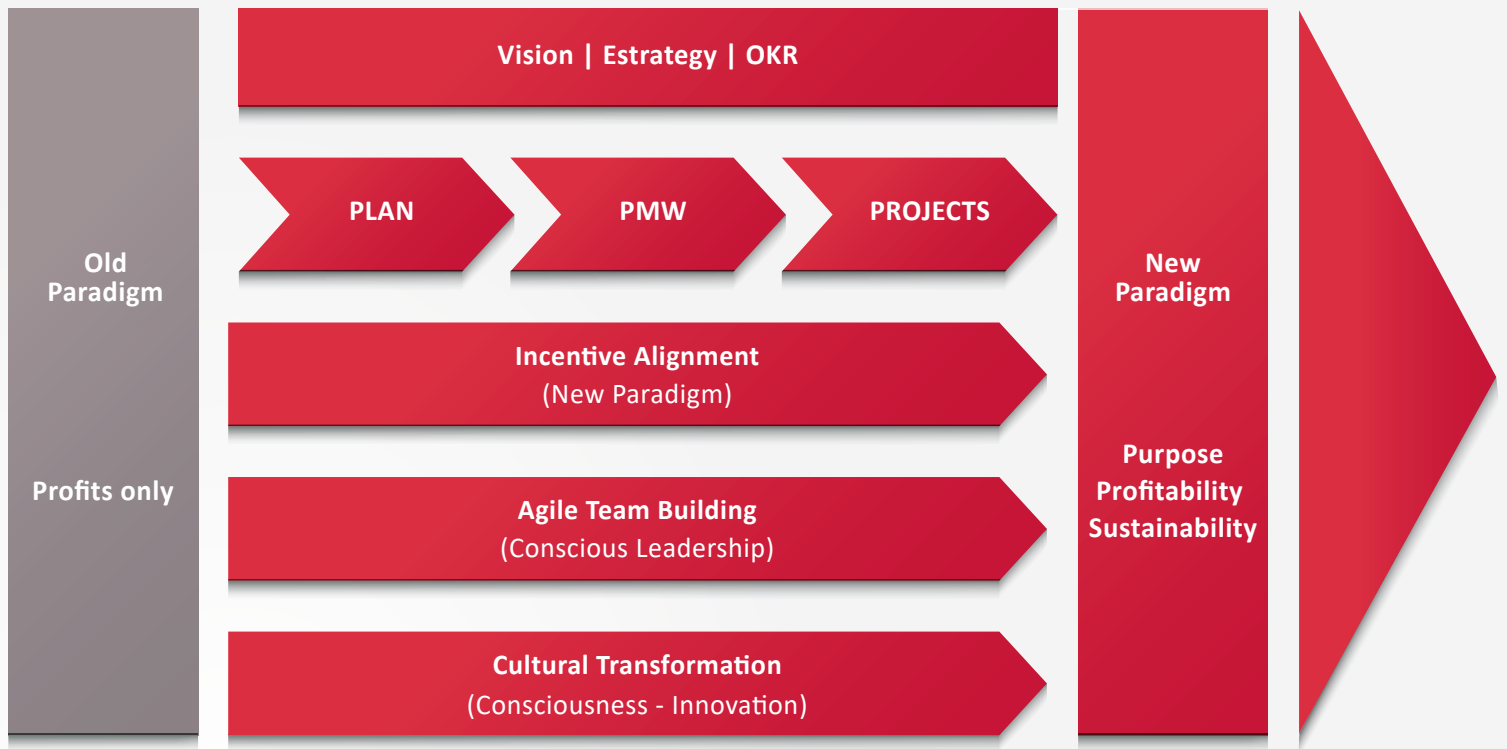 Old
Paradigm
Profits only
Vision | Estrategy | OKR
PLAN
PMW
PROJECTS
Incentive Alignment
(New Paradigm)
Agile Team Building
(Conscious Leadership)
Cultural Transformation
(Consciousness - Innovation)
New
Paradigm
Purpose
Profitability
Sustainability